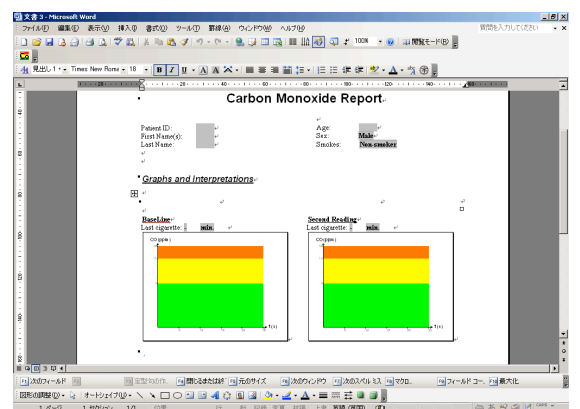 文書 3 - Microsoft Word
ファイル(F) 編集(E) 表示(V) 挿入(I) 書式(O) ツール(T) 罫線(A) ウィンドウ(W) ヘルプ(H) 質問を入力してください
100% 閲覧モード(R)
見出し 1 Times New Roma 18 B I U A A A
Carbon Monoxide Report
Patient ID: Age:
First Name(s): Sex: Male
Last Name: Smokes: Non-smoker
Graphs and Interpretations
BaseLine Second Reading
Last cigarette: - min. Last cigarette: - min.
CO(ppm) CO(ppm)
t(s) t(s)
次のフィールド 閉じるまたは終 元のサイズ 次のウィンドウ 次のスペル ミス マクロ... フィールド コー... 最大化
図形の調整(D) オートシェイプ(U)
1 ページ 1 セクション 1/1